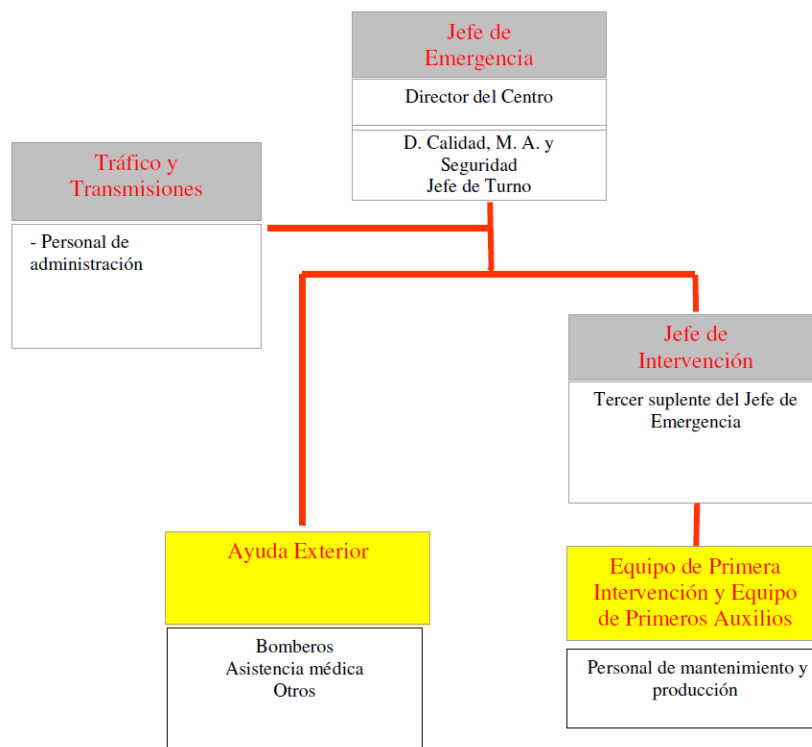 Jefe de
Emergencia
Director del Centro
D. Calidad, M. A. y
Seguridad
Jefe de Turno
Tráfico y
Transmisiones
- Personal de
administración
Jefe de
Intervención
Tercer suplente del Jefe de
Emergencia
Ayuda Exterior
Bomberos
Asistencia médica
Otros
Equipo de Primera
Intervención y Equipo
de Primeros Auxilios
Personal de mantenimiento y
producción